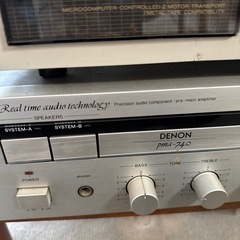 MICROCOMPUTER CONTROLLED 2 MOTOR TRANSPORT
METAL TAPE COMPATIBILITY
Real time audio technology Precision audio component / pre-main amplifier
SPEAKERS
SYSTEM-A SYSTEM-B
DENON
pma-740
POWER phones BASS TONE TREBLE